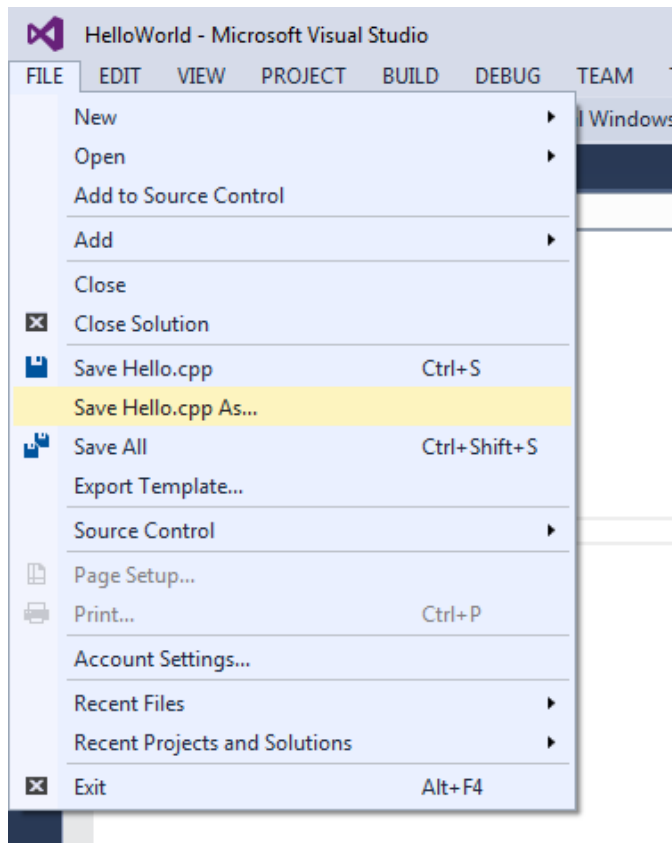 HelloWorld - Microsoft Visual Studio
FILE EDIT VIEW PROJECT BUILD DEBUG TEAM
New
Windows
Open
Add to Source Control
Add
Close
Close Solution
Save Hello.cpp Ctrl+S
Save Hello.cpp As...
Save All Ctrl+Shift+S
Export Template...
Source Control
Page Setup...
Print... Ctrl+P
Account Settings...
Recent Files
Recent Projects and Solutions
Exit Alt+F4